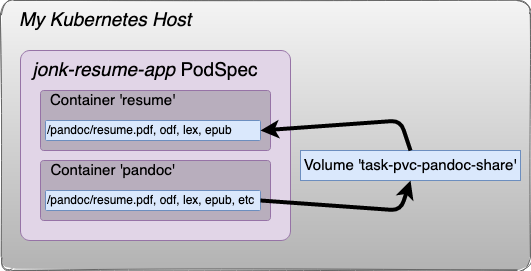 My Kubernetes Host
jonk-resume-app PodSpec
Container 'resume'
/pandoc/resume.pdf, odf, lex, epub
Container 'pandoc'
/pandoc/resume.pdf, odf, lex, epub, etc
Volume 'task-pvc-pandoc-share'